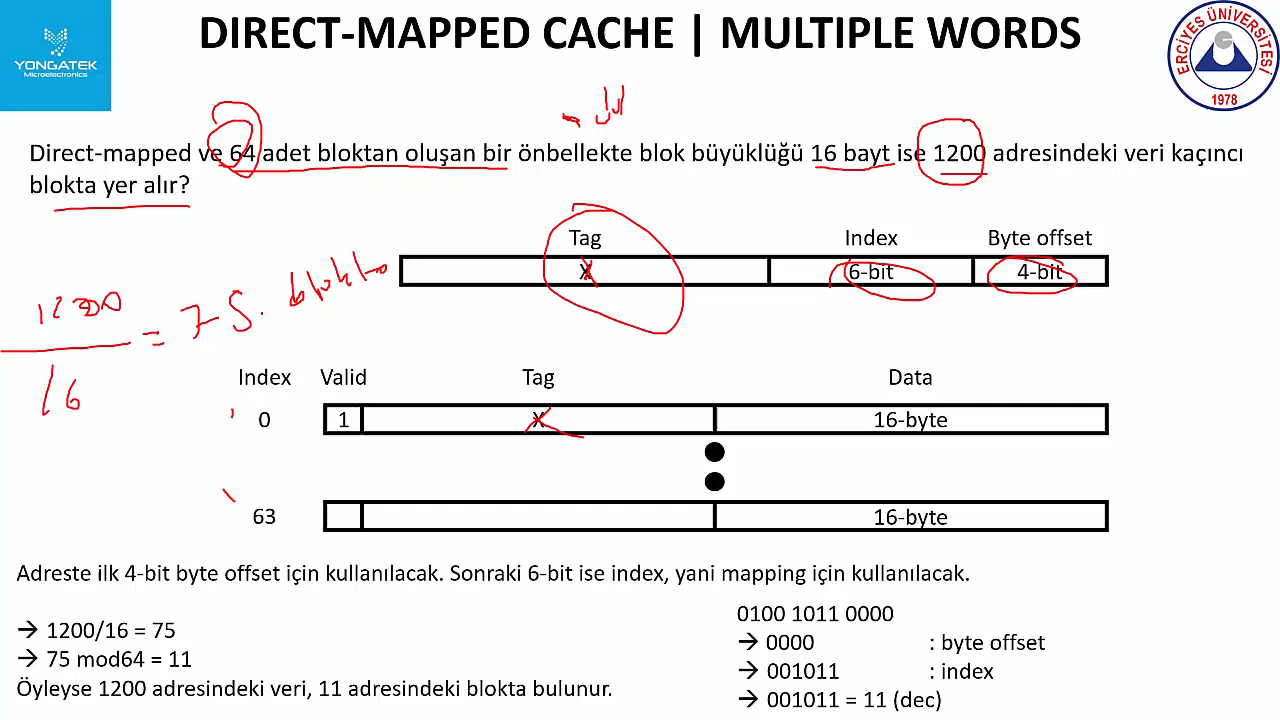 YONGATEK
Microelectronics
DIRECT-MAPPED CACHE | MULTIPLE WORDS
ERCİYES ÜNİVERSİTESİ
1978
Direct-mapped ve 64 adet bloktan oluşan bir önbellekte blok büyüklüğü 16 bayt ise 1200 adresindeki veri kaçıncı
blokta yer alır?
Tag Index Byte offset
X 6-bit 4-bit
1200
16
= 75. blokta
Index Valid Tag Data
0 1 X 16-byte
63 16-byte
Adreste ilk 4-bit byte offset için kullanılacak. Sonraki 6-bit ise index, yani mapping için kullanılacak.
→ 1200/16 = 75
→ 75 mod64 = 11
Öyleyse 1200 adresindeki veri, 11 adresindeki blokta bulunur.
0100 1011 0000
→ 0000 : byte offset
→ 001011 : index
→ 001011 = 11 (dec)